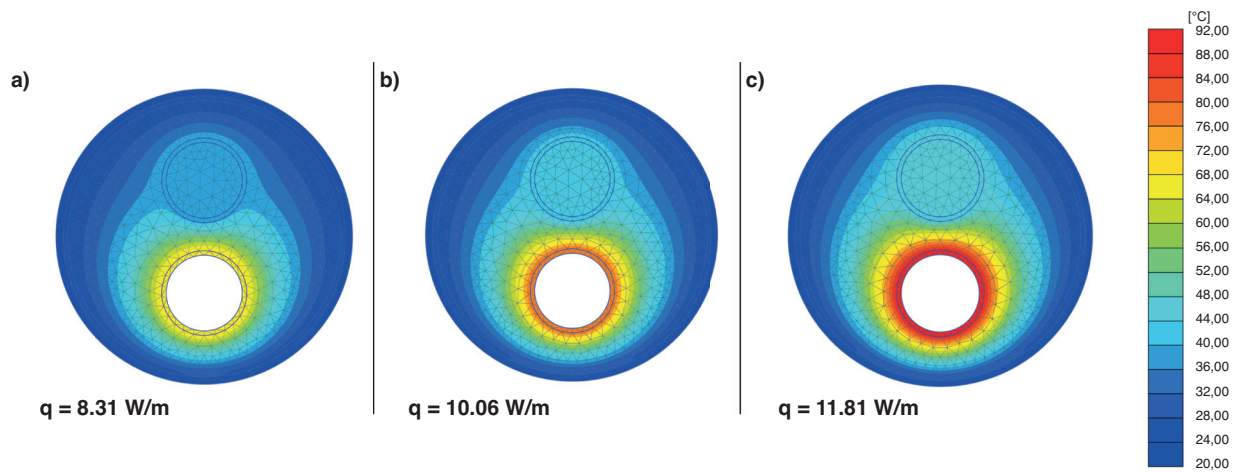 [°C]
92,00
88,00
84,00
80,00
76,00
72,00
68,00
64,00
60,00
56,00
52,00
48,00
44,00
40,00
36,00
32,00
28,00
24,00
20,00
a)
b)
c)
q = 8.31 W/m
q = 10.06 W/m
q = 11.81 W/m